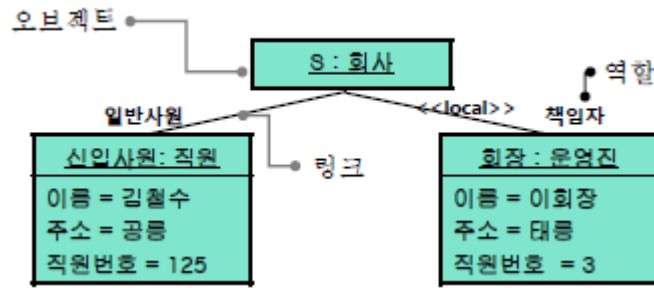 오브젝트
S : 회사
역할
일반사원
<<local>>
책임자
링크
신입사원: 직원
이름 = 김철수
주소 = 공릉
직원번호 = 125
회장 : 운영진
이름 = 이회장
주소 = 태릉
직원번호 = 3